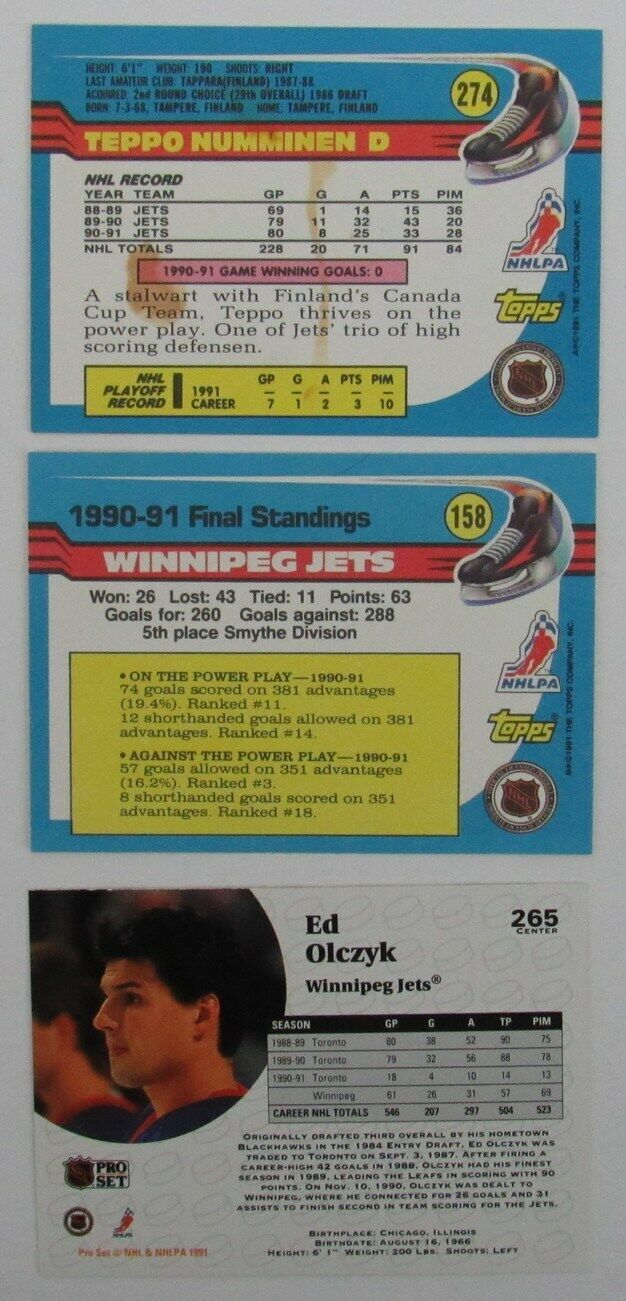 HEIGHT: 6'1" WEIGHT: 190 SHOOTS: RIGHT
LAST AMATEUR CLUB: TAPPARA(FINLAND) 1987-88
ACQUIRED: 2nd ROUND CHOICE (29th OVERALL) 1986 DRAFT
BORN: 7-3-68, TAMPERE, FINLAND HOME: TAMPERE, FINLAND
274
TEPPO NUMMINEN D
NHL RECORD
YEAR TEAM GP G A PTS PIM
88-89 JETS 69 1 14 15 36
89-90 JETS 79 11 32 43 20
90-91 JETS 80 8 25 33 28
NHL TOTALS 228 20 71 91 84
1990-91 GAME WINNING GOALS: 0
A stalwart with Finland's Canada
Cup Team, Teppo thrives on the
power play. One of Jets' trio of high
scoring defensen.
NHL PLAYOFF RECORD
GP G A PTS PIM
1991 – – – – –
CAREER 7 1 2 3 10
NHLPA
TOPPS®
NHL
A®©1991 THE TOPPS COMPANY, INC.
1990-91 Final Standings
158
WINNIPEG JETS
Won: 26 Lost: 43 Tied: 11 Points: 63
Goals for: 260 Goals against: 288
5th place Smythe Division
• ON THE POWER PLAY—1990-91
74 goals scored on 381 advantages
(19.4%). Ranked #11.
12 shorthanded goals allowed on 381
advantages. Ranked #14.
• AGAINST THE POWER PLAY—1990-91
57 goals allowed on 351 advantages
(16.2%). Ranked #3.
8 shorthanded goals scored on 351
advantages. Ranked #18.
NHLPA
TOPPS®
NHL
B®©1991 THE TOPPS COMPANY, INC.
Ed
Olczyk
265
CENTER
Winnipeg Jets®
SEASON GP G A TP PIM
1988-89 Toronto 80 38 52 90 75
1989-90 Toronto 79 32 56 88 78
1990-91 Toronto 18 4 10 14 13
Winnipeg 61 26 31 57 69
CAREER NHL TOTALS 546 207 297 504 523
ORIGINALLY DRAFTED THIRD OVERALL BY HIS HOMETOWN
BLACKHAWKS IN THE 1984 ENTRY DRAFT, ED OLCZYK WAS
TRADED TO TORONTO ON SEPT. 3, 1987. AFTER FIRING A
CAREER-HIGH 42 GOALS IN 1988, OLCZYK HAD HIS FINEST
SEASON IN 1989, LEADING THE LEAFS IN SCORING WITH 90
POINTS. ON NOV. 10, 1990, OLCZYK WAS DEALT TO
WINNIPEG, WHERE HE CONNECTED FOR 26 GOALS AND 31
ASSISTS TO FINISH SECOND IN TEAM SCORING FOR THE JETS.
BIRTHPLACE: CHICAGO, ILLINOIS
BIRTHDATE: AUGUST 16, 1966
HEIGHT: 6' 1" WEIGHT: 200 LBS. SHOOTS: LEFT
NHL PRO SET
NHL
NHLPA
Pro Set © NHL & NHLPA 1991